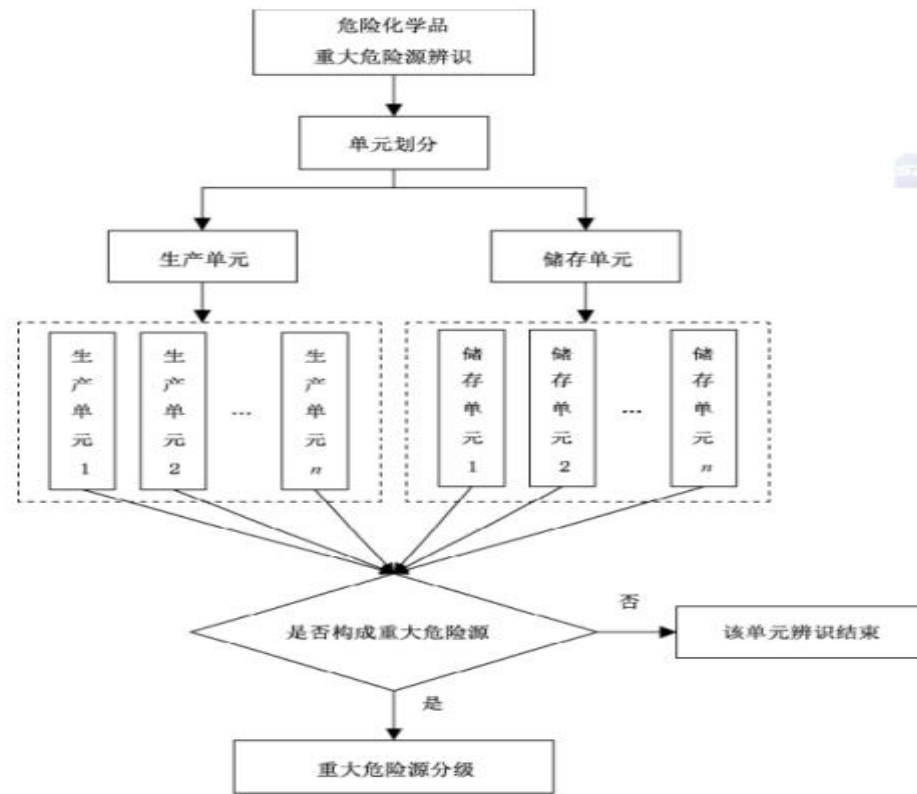 危险化学品
重大危险源辨识
单元划分
生产单元
储存单元
生产单元1
生产单元2
...
生产单元n
储存单元1
储存单元2
...
储存单元n
是否构成重大危险源
否
该单元辨识结束
是
重大危险源分级